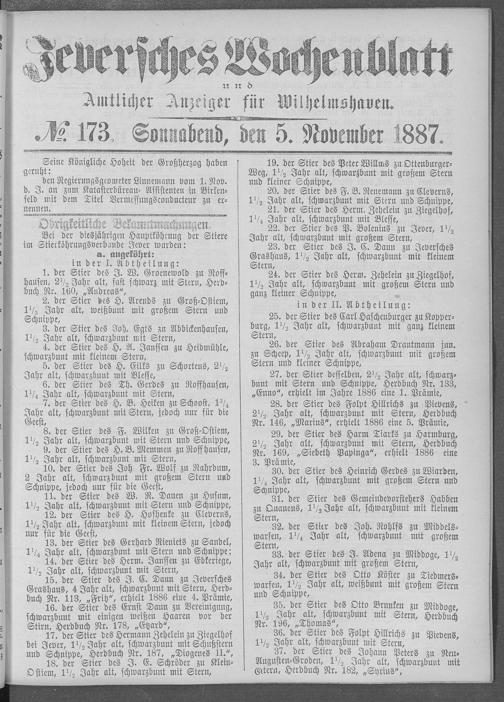 Jeversches Wochenblatt
und
Amtlicher Anzeiger für Wilhelmshaven.
№ 173. Sonnabend, den 5. November 1887.
Seine Königliche Hoheit der Großherzog haben
geruht:
den Regierungsgeometer Linnemann vom 1. Nov.
d. J. an zum Katasterbüreau-Assistenten in Birken-
feld mit dem Titel Vermessungsconducteur zu er-
nennen.
Obrigkeitliche Bekanntmachungen.
Bei der diesjährigen Hauptköhrung der Stiere
im Stierköhrungsverbande Jever wurden:
a. angeköhrt:
in der I. Abtheilung:
1. der Stier des J. W. Groenewold zu Roff-
hausen, 2½ Jahr alt, fast schwarz mit Stern, Herd-
buch Nr. 160, „Andreas“.
2. der Stier des H. Arends zu Groß-Ostiem,
1½ Jahr alt, weißbunt mit großem Stern und
Schnippe,
3. der Stier des Joh. Egts zu Abbickenhausen,
1½ Jahr alt, schwarzbunt mit Stern,
4. der Stier des H. A. Janssen zu Heidmühle,
schwarzbunt mit kleinem Stern,
5. der Stier des H. Eilks zu Schortens, 2½
Jahr alt, schwarzbunt mit Blesse,
6. der Stier des Th. Gerdes zu Roffhausen,
1½ Jahr alt, schwarzbunt mit Stern,
7. der Stier des H. B. Heiken zu Schoost, 1¾
Jahr alt, schwarzbunt mit Stern, jedoch nur für die
Geest,
8. der Stier des F. Wilken zu Groß-Ostiem,
1½ Jahr alt, schwarzbunt mit Stern und Schnippe,
9. der Stier des H. B. Remmen zu Roffhausen,
1½ Jahr alt, schwarzbunt mit Stern,
10. der Stier des Joh. Fr. Wolf zu Rahrdum,
2 Jahr alt, schwarzbunt mit großem Stern und
Schnippe, jedoch nur für die Geest,
11. der Stier des W. N. Daunen zu Husum,
1½ Jahr alt, schwarzbunt mit Stern,
12. der Stier des D. Hofhenke zu Cleverns,
1½ Jahr alt, schwarzbunt mit kleinem Stern, jedoch
nur für die Geest,
13. der Stier des Gerhard Rieniets zu Sandel,
1¼ Jahr alt, schwarzbunt mit Stern und Schnippe;
14. der Stier des Herm. Janssen zu Edkeriege,
1½ Jahr alt, schwarzbunt mit Stern,
15. der Stier des J. C. Daun zu Jeversches
Grashaus, 4 Jahr alt, schwarzbunt mit Stern, Herd-
buch Nr. 113, „Fritz“, erhielt 1886 eine 4. Prämie,
16. der Stier des Ernst Daun zu Vereinigung,
schwarzbunt mit einigen weißen Haaren vor der
Stirn, Herdbuch Nr. 178, „Edzard“,
17. der Stier des Hermann Zehelein zu Ziegelhof
bei Jever, 1½ Jahr alt, schwarzbunt mit Schußstern
und Schnippe, Herdbuch Nr. 187, „Diogenes II.“,
18. der Stier des J. E. Schröder zu Klein-
Ostiem, 1½ Jahr alt, schwarzbunt mit Stern,
19. der Stier des Peter Willms zu Ottenburger-
Weg, 1½ Jahr alt, schwarzbunt mit großem Stern
und kleiner Schnippe,
20. der Stier des F. B. Renemann zu Cleverns,
1½ Jahr alt, schwarzbunt mit Stern,
21. der Stier des Herm. Zehelein zu Ziegelhof,
1¾ Jahr alt, schwarzbunt mit Blesse,
22. der Stier des P. Bolenius zu Jever, 1½
Jahr alt, schwarzbunt mit großem Stern,
23. der Stier des J. C. Daun zu Jeversches
Grashaus, 1½ Jahr alt, schwarzbunt mit kleinem
Stern,
24. der Stier des Herm. Zehelein zu Ziegelhof,
1½ Jahr alt, schwarzbunt mit großem Stern und
ganz kleiner Schnippe,
in der II. Abtheilung:
25. der Stier des Carl Haschenburger zu Kopper-
burg, 1½ Jahr alt, schwarzbunt mit ganz kleinem
Stern,
26. der Stier des Abraham Drantmann jun.
zu Scheep, 1½ Jahr alt, schwarzbunt mit großem
Stern und kleiner Schnippe,
27. der Stier desselben, 2½ Jahr alt, schwarz-
bunt mit Stern und Schnippe, Herdbuch Nr. 133,
„Enno“, erhielt im Jahre 1886 eine 1. Prämie,
28. der Stier des Folpt Hillrichs zu Pievens,
2½ Jahr alt, schwarzbunt mit Stern, Herdbuch
Nr. 146, „Marius“, erhielt 1886 eine 5. Prämie,
29. der Stier des Harm Tiarks zu Harmburg,
2½ Jahr alt, schwarzbunt mit Stern, Herdbuch
Nr. 169, „Siebeth Papinga“, erhielt 1886 eine
3. Prämie,
30. der Stier des Heinrich Gerdes zu Wiarden,
1¼ Jahr alt, schwarzbunt mit großem Stern und
Schnippe,
31. der Stier des Gemeindevorstehers Habben
zu Quanens, 1½ Jahr alt, schwarzbunt mit kleinem
Stern,
32. der Stier des Joh. Rohlfs zu Middels-
warfen, 1½ Jahr alt, schwarzbunt mit großem
Stern,
33. der Stier des J. Adena zu Middoge, 1½
Jahr alt, schwarzbunt mit großem Stern,
34. der Stier des Otto Köster zu Tiedmers-
warfen, 1½ Jahr alt, weißbunt mit großem Stern
und Schnippe,
35. der Stier des Otto Brunken zu Middoge,
1½ Jahr alt, schwarzbunt mit Stern, Herdbuch
Nr. 196, „Thomas“,
36. der Stier des Folpt Hillrichs zu Pievens,
1½ Jahr alt, schwarzbunt mit Stern,
37. der Stier des Johann Peters zu Neu-
Augusten-Groden, 1½ Jahr alt, schwarzbunt mit
Stern, Herdbuch Nr. 182, „Syrius“,